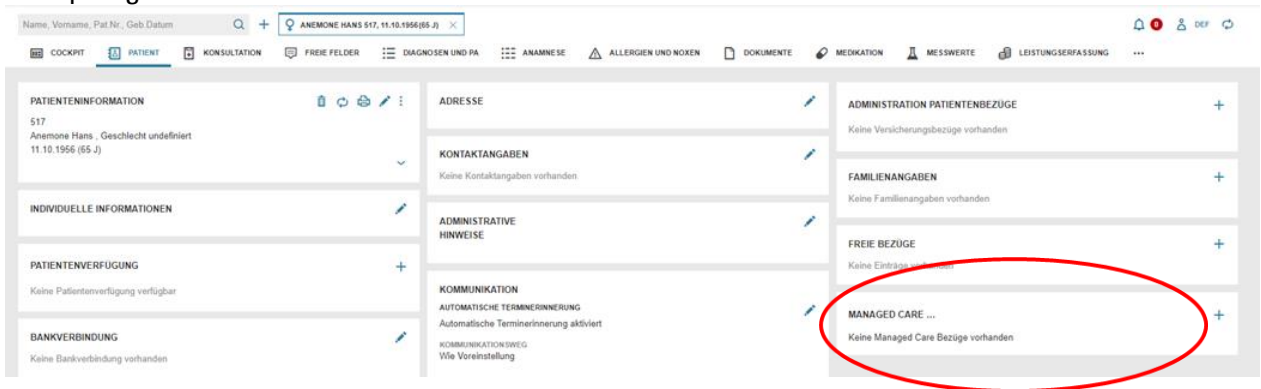 Name, Vorname, Pat.Nr., Geb.Datum
ANEMONE HANS 517, 11.10.1956(65 J)
0
DEF
COCKPIT
PATIENT
KONSULTATION
FREIE FELDER
DIAGNOSEN UND PA
ANAMNESE
ALLERGIEN UND NOXEN
DOKUMENTE
MEDIKATION
MESSWERTE
LEISTUNGSERFASSUNG
...
PATIENTENINFORMATION
517
Anemone Hans , Geschlecht undefiniert
11.10.1956 (65 J)
INDIVIDUELLE INFORMATIONEN
PATIENTENVERFÜGUNG
Keine Patientenverfügung verfügbar
BANKVERBINDUNG
Keine Bankverbindung vorhanden
ADRESSE
KONTAKTANGABEN
Keine Kontaktangaben vorhanden
ADMINISTRATIVE
HINWEISE
KOMMUNIKATION
AUTOMATISCHE TERMINERINNERUNG
Automatische Terminerinnerung aktiviert
KOMMUNIKATIONSWEG
Wie Voreinstellung
ADMINISTRATION PATIENTENBEZÜGE
Keine Versicherungsbezüge vorhanden
FAMILIENANGABEN
Keine Familienangaben vorhanden
FREIE BEZÜGE
Keine Einträge vorhanden
MANAGED CARE ...
Keine Managed Care Bezüge vorhanden